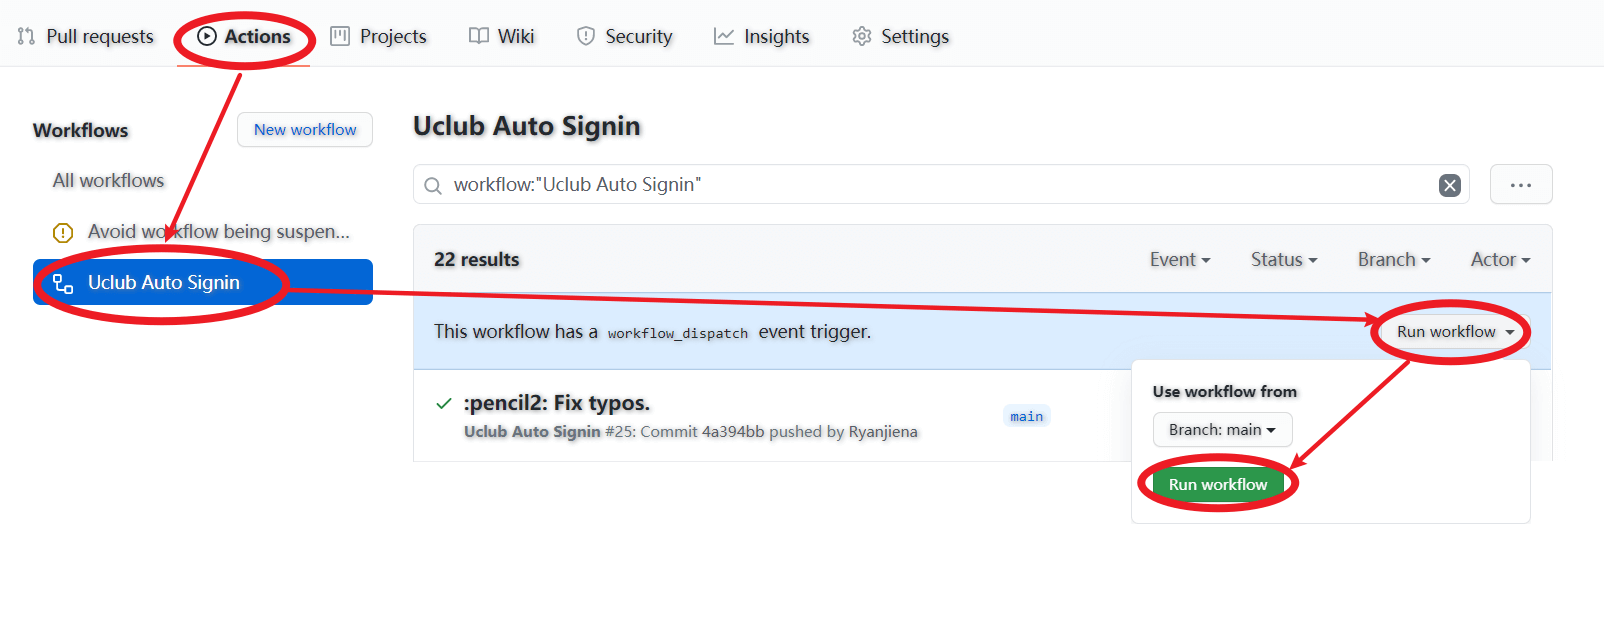 Pull requests Actions Projects Wiki Security Insights Settings
Workflows
New workflow
All workflows
Avoid workflow being suspen...
Uclub Auto Signin
Uclub Auto Signin
workflow:"Uclub Auto Signin"
22 results
Event Status Branch Actor
This workflow has a workflow_dispatch event trigger.
Run workflow
:pencil2: Fix typos.
Uclub Auto Signin #25: Commit 4a394bb pushed by Ryanjiena
main
Use workflow from
Branch: main
Run workflow